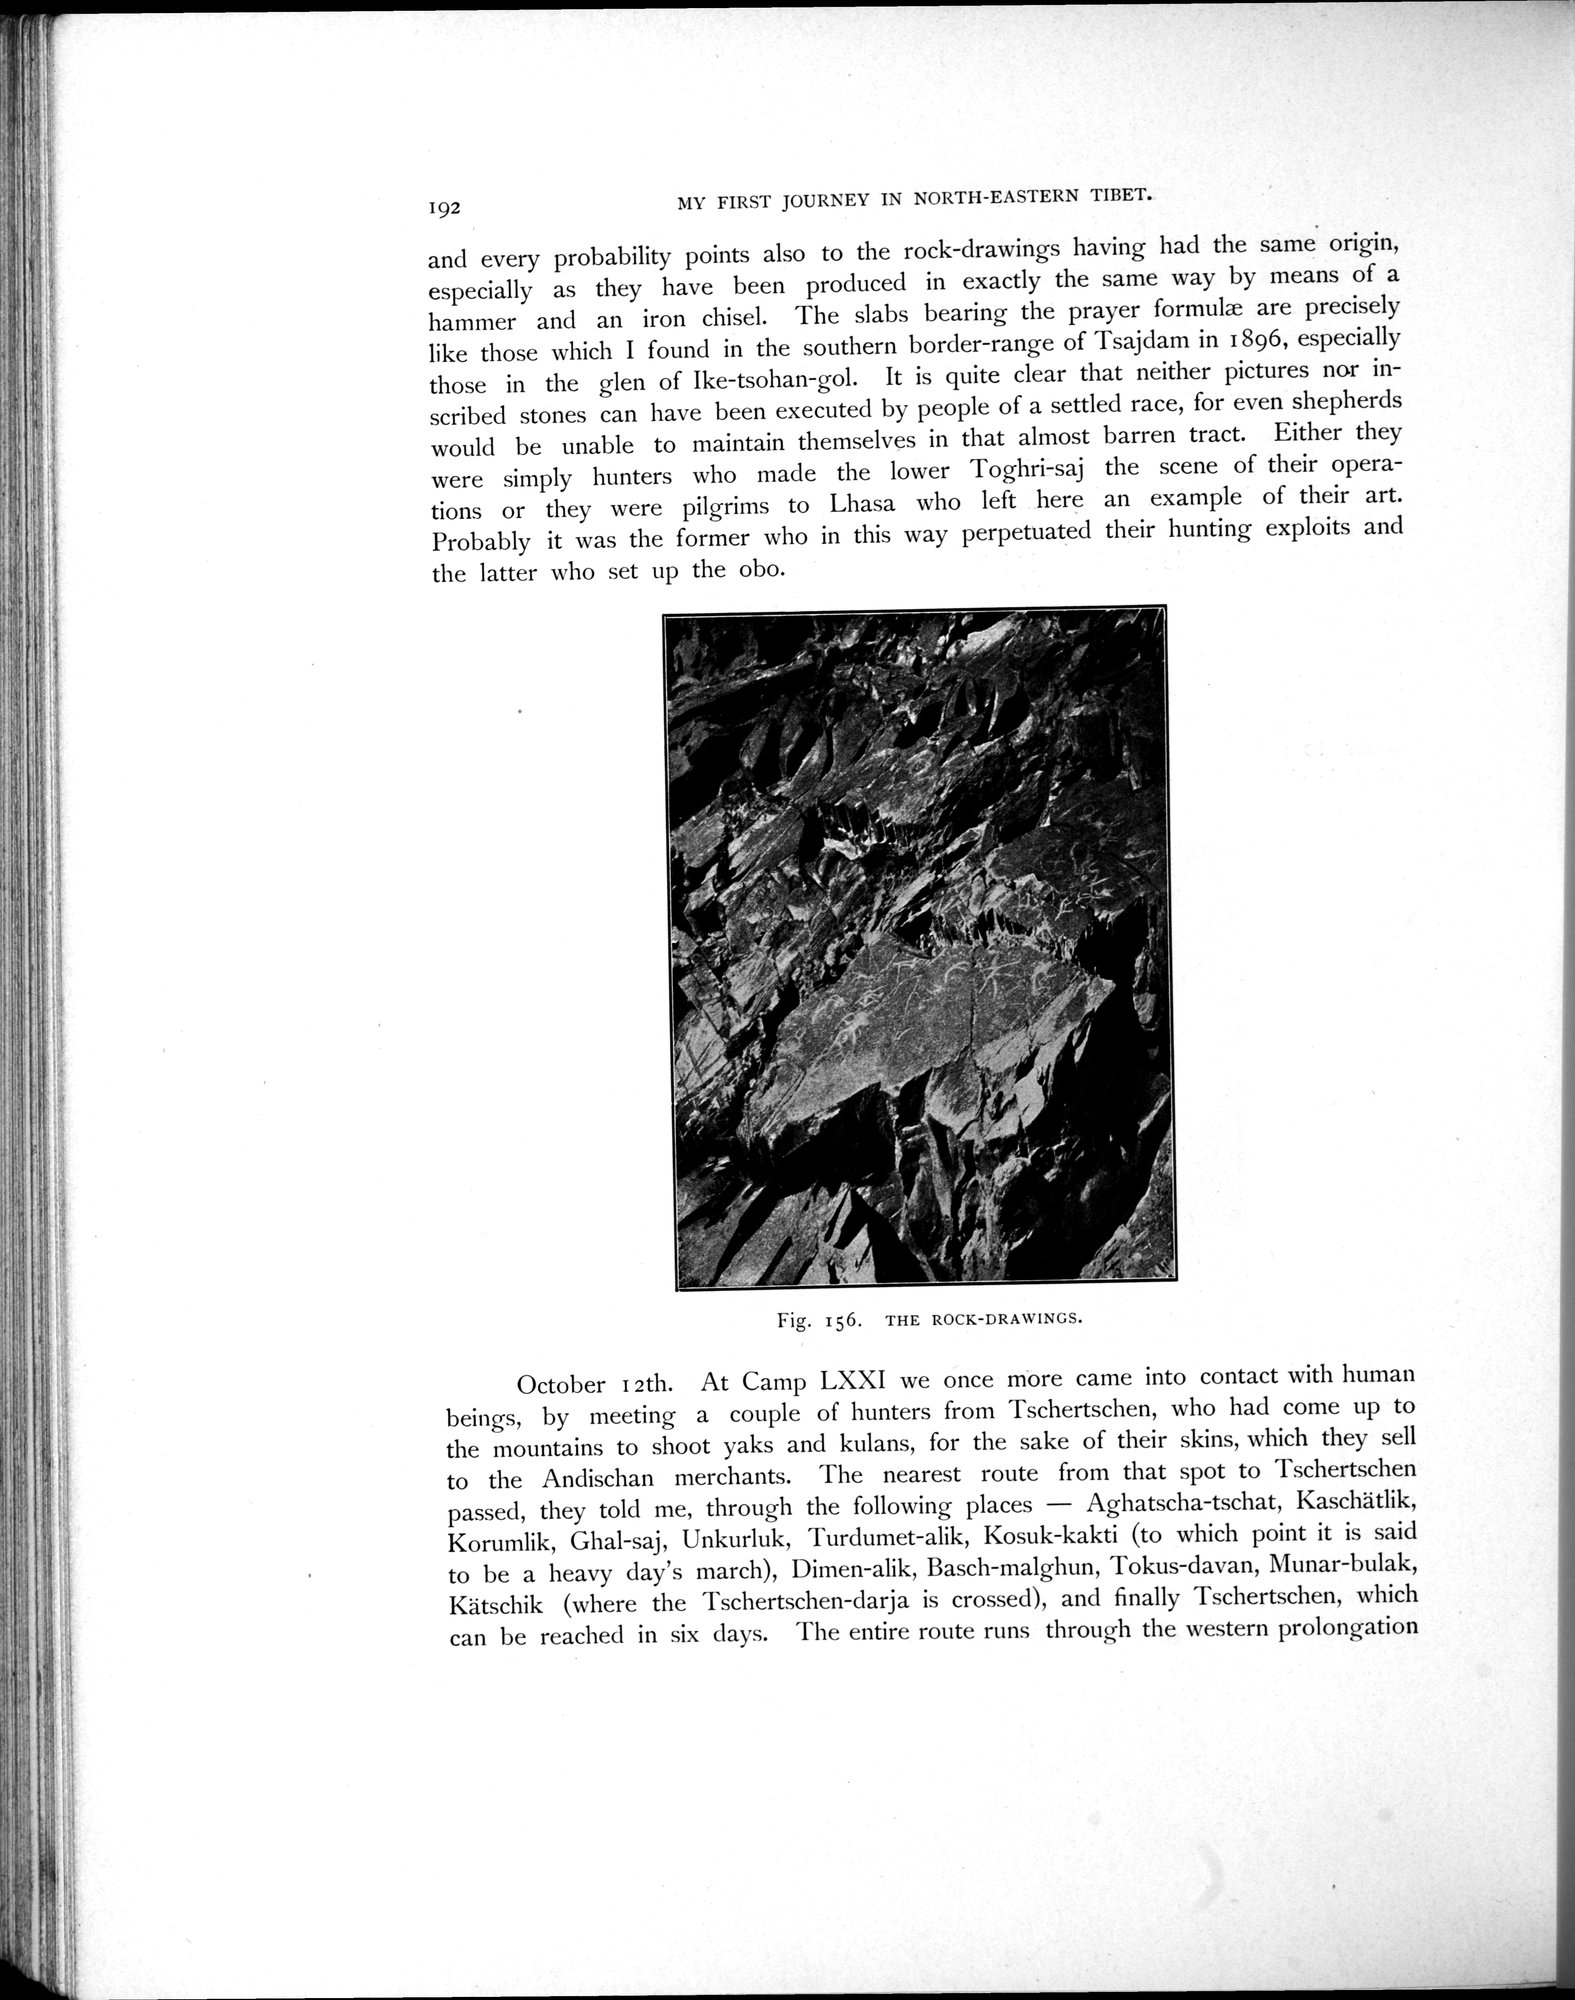 192
MY FIRST JOURNEY IN NORTH-EASTERN TIBET.
and every probability points also to the rock-drawings having had the same origin,
especially as they have been produced in exactly the same way by means of a
hammer and an iron chisel. The slabs bearing the prayer formulæ are precisely
like those which I found in the southern border-range of Tsajdam in 1896, especially
those in the glen of Ike-tsohan-gol. It is quite clear that neither pictures nor in-
scribed stones can have been executed by people of a settled race, for even shepherds
would be unable to maintain themselves in that almost barren tract. Either they
were simply hunters who made the lower Toghri-saj the scene of their opera-
tions or they were pilgrims to Lhasa who left here an example of their art.
Probably it was the former who in this way perpetuated their hunting exploits and
the latter who set up the obo.
Fig. 156. THE ROCK-DRAWINGS.
October 12th. At Camp LXXI we once more came into contact with human
beings, by meeting a couple of hunters from Tschertschen, who had come up to
the mountains to shoot yaks and kulans, for the sake of their skins, which they sell
to the Andischan merchants. The nearest route from that spot to Tschertschen
passed, they told me, through the following places — Aghatscha-tschat, Kaschätlik,
Korumlik, Ghal-saj, Unkurluk, Turdumet-alik, Kosuk-kakti (to which point it is said
to be a heavy day's march), Dimen-alik, Basch-malghun, Tokus-davan, Munar-bulak,
Kätschik (where the Tschertschen-darja is crossed), and finally Tschertschen, which
can be reached in six days. The entire route runs through the western prolongation